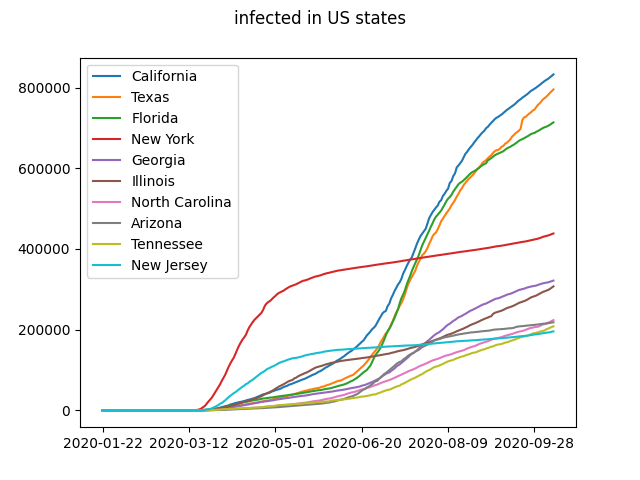 infected in US states
California
Texas
Florida
New York
Georgia
Illinois
North Carolina
Arizona
Tennessee
New Jersey
800000
600000
400000
200000
0
2020-01-22 2020-03-12 2020-05-01 2020-06-20 2020-08-09 2020-09-28